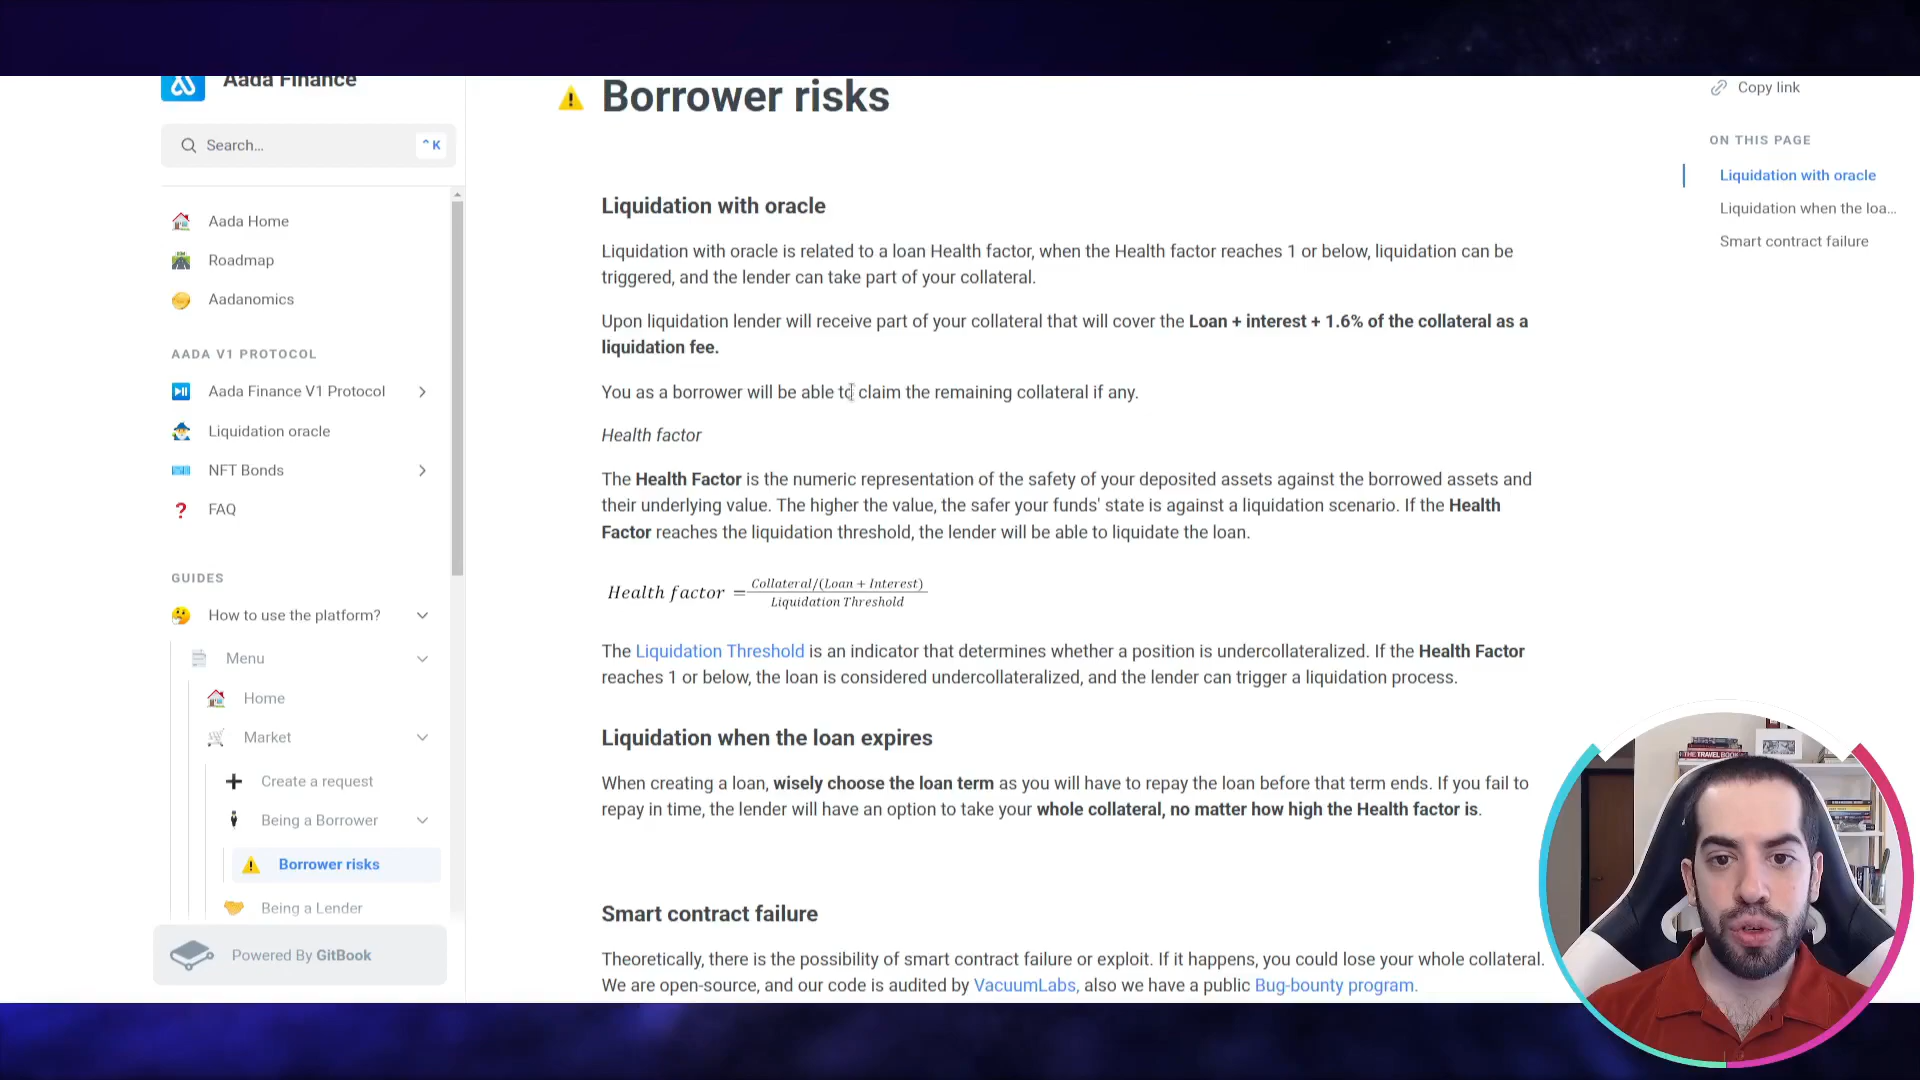 Aada Finance
Search...
⌃K
Aada Home
Roadmap
Aadanomics
AADA V1 PROTOCOL
Aada Finance V1 Protocol
Liquidation oracle
NFT Bonds
FAQ
GUIDES
How to use the platform?
Menu
Home
Market
Create a request
Being a Borrower
Borrower risks
Being a Lender
Powered By GitBook
Borrower risks
Liquidation with oracle
Liquidation with oracle is related to a loan Health factor, when the Health factor reaches 1 or below, liquidation can be
triggered, and the lender can take part of your collateral.
Upon liquidation lender will receive part of your collateral that will cover the Loan + interest + 1.6% of the collateral as a
liquidation fee.
You as a borrower will be able to claim the remaining collateral if any.
Health factor
The Health Factor is the numeric representation of the safety of your deposited assets against the borrowed assets and
their underlying value. The higher the value, the safer your funds' state is against a liquidation scenario. If the Health
Factor reaches the liquidation threshold, the lender will be able to liquidate the loan.
Health factor = Collateral/(Loan + Interest)
Liquidation Threshold
The Liquidation Threshold is an indicator that determines whether a position is undercollateralized. If the Health Factor
reaches 1 or below, the loan is considered undercollateralized, and the lender can trigger a liquidation process.
Liquidation when the loan expires
When creating a loan, wisely choose the loan term as you will have to repay the loan before that term ends. If you fail to
repay in time, the lender will have an option to take your whole collateral, no matter how high the Health factor is.
Smart contract failure
Theoretically, there is the possibility of smart contract failure or exploit. If it happens, you could lose your whole collateral.
We are open-source, and our code is audited by VacuumLabs, also we have a public Bug-bounty program.
Copy link
ON THIS PAGE
Liquidation with oracle
Liquidation when the loa...
Smart contract failure
THE TRAVEL BOOK